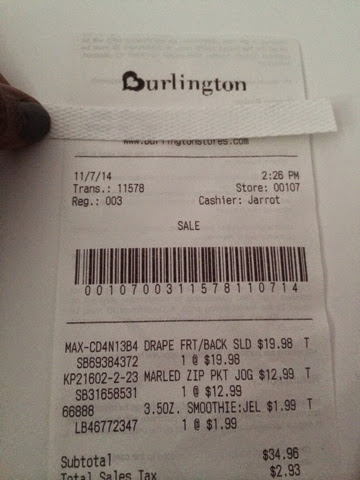 Burlington
www.burlingtonstores.com
11/7/14 2:26 PM
Trans.: 11578 Store: 00107
Reg.: 003 Cashier: Jarrot
SALE
0010700311578110714
MAX-CD4N13B4 DRAPE FRT/BACK SLD $19.98 T
SB69384372 1 @ $19.98
KP21602-2-23 MARLED ZIP PKT JOG $12.99 T
SB31658531 1 @ $12.99
66888 3.5OZ. SMOOTHIE:JEL $1.99 T
LB46772347 1 @ $1.99
Subtotal $34.96
Total Sales Tax $2.93